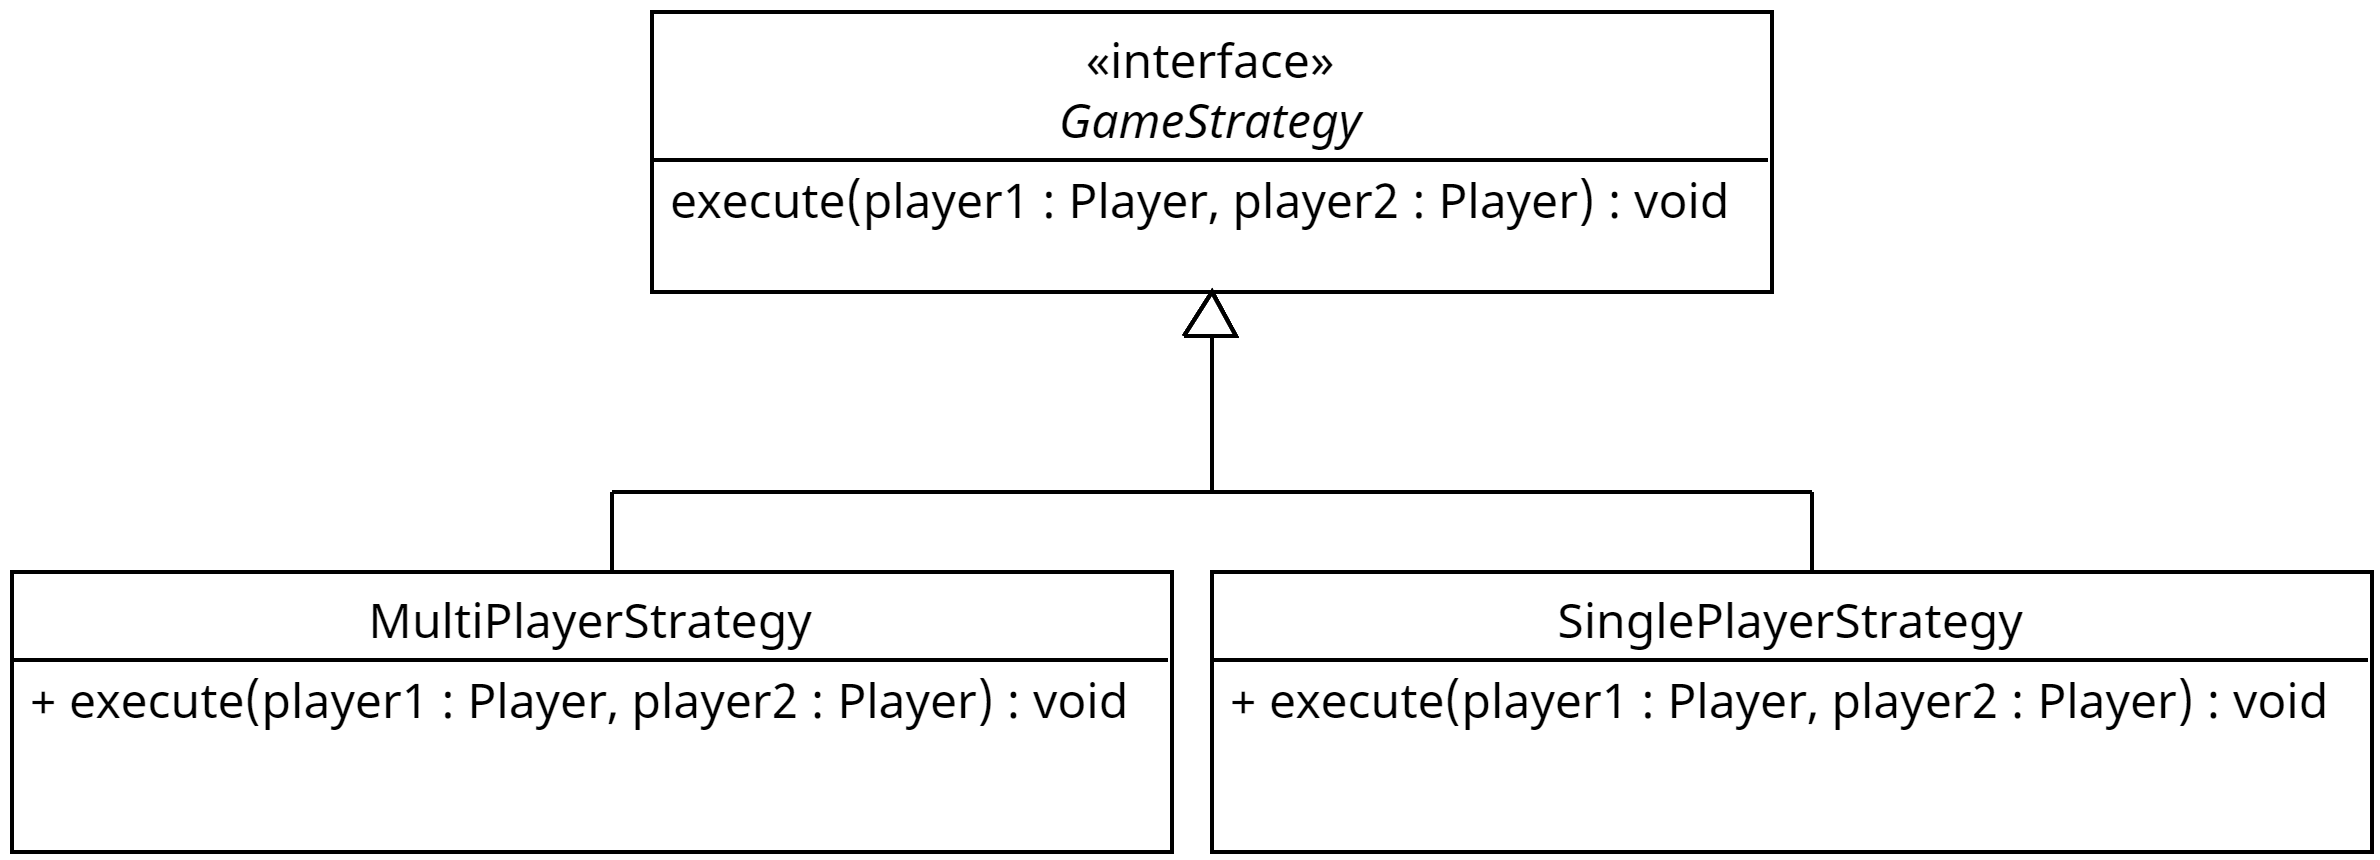 «interface»
GameStrategy
execute(player1 : Player, player2 : Player) : void
MultiPlayerStrategy
+ execute(player1 : Player, player2 : Player) : void
SinglePlayerStrategy
+ execute(player1 : Player, player2 : Player) : void